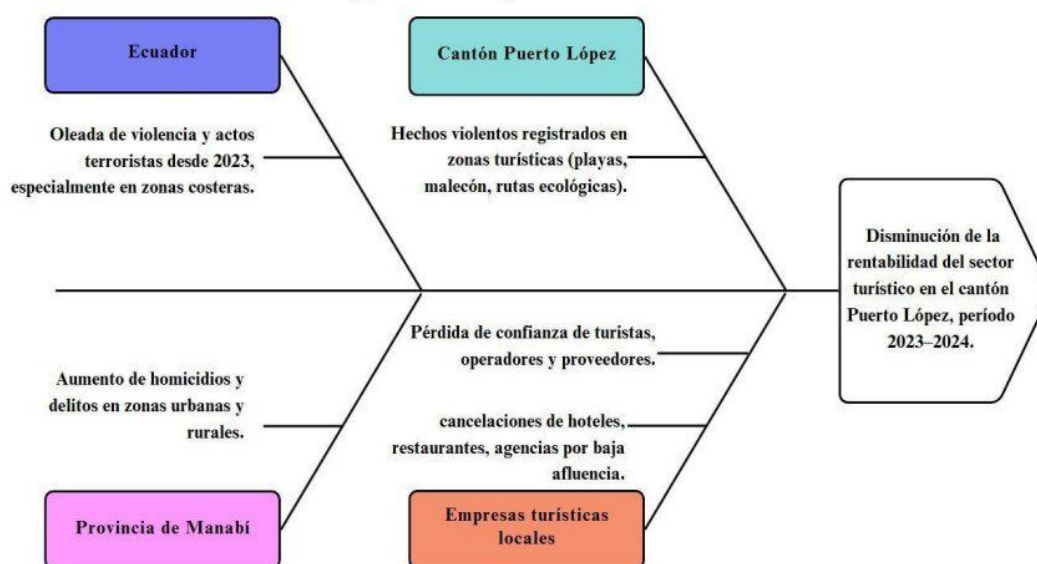 Ecuador
Oleada de violencia y actos
terroristas desde 2023,
especialmente en zonas costeras.
Cantón Puerto López
Hechos violentos registrados en
zonas turísticas (playas,
malecón, rutas ecológicas).
Disminución de la
rentabilidad del sector
turístico en el cantón
Puerto López, período
2023–2024.
Aumento de homicidios y
delitos en zonas urbanas y
rurales.
Provincia de Manabí
Pérdida de confianza de turistas,
operadores y proveedores.
cancelaciones de hoteles,
restaurantes, agencias por baja
afluencia.
Empresas turísticas
locales